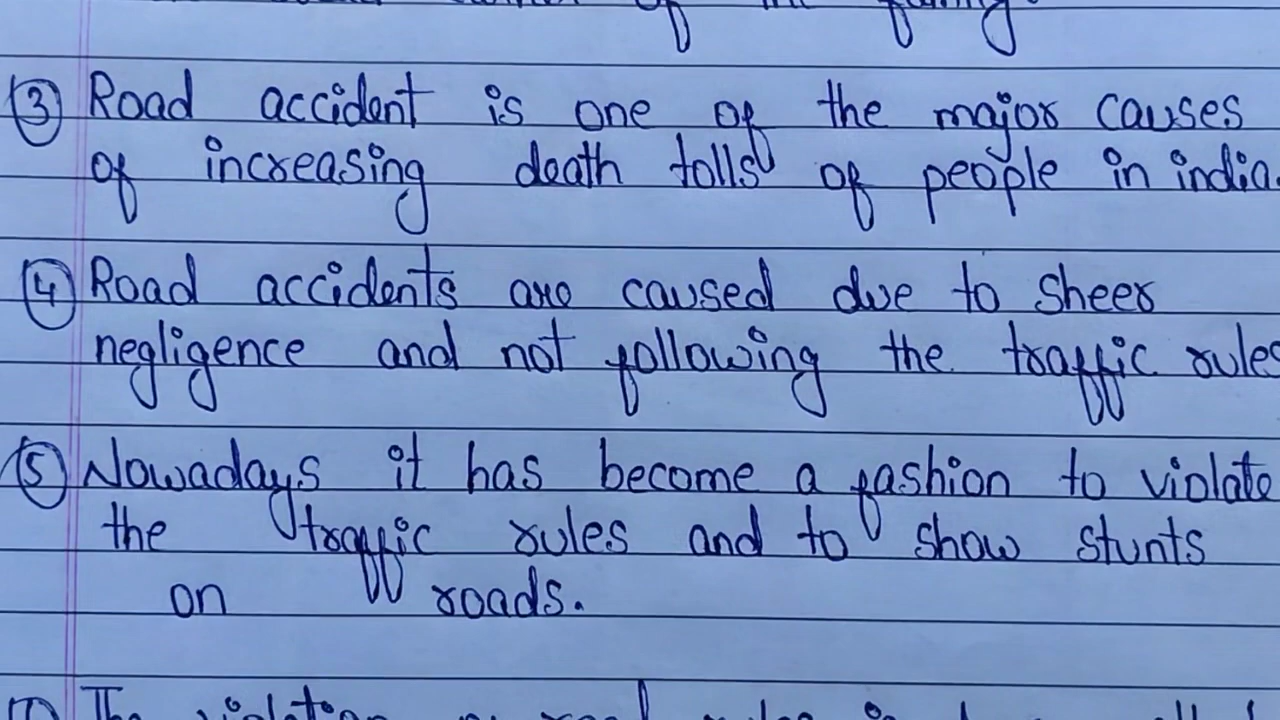 ③ Road accident is one of the major causes
of increasing death tolls of people in india.
④ Road accidents are caused due to sheer
negligence and not following the traffic rules
⑤ Nowadays it has become a fashion to violate
the traffic rules and to show stunts
on roads.